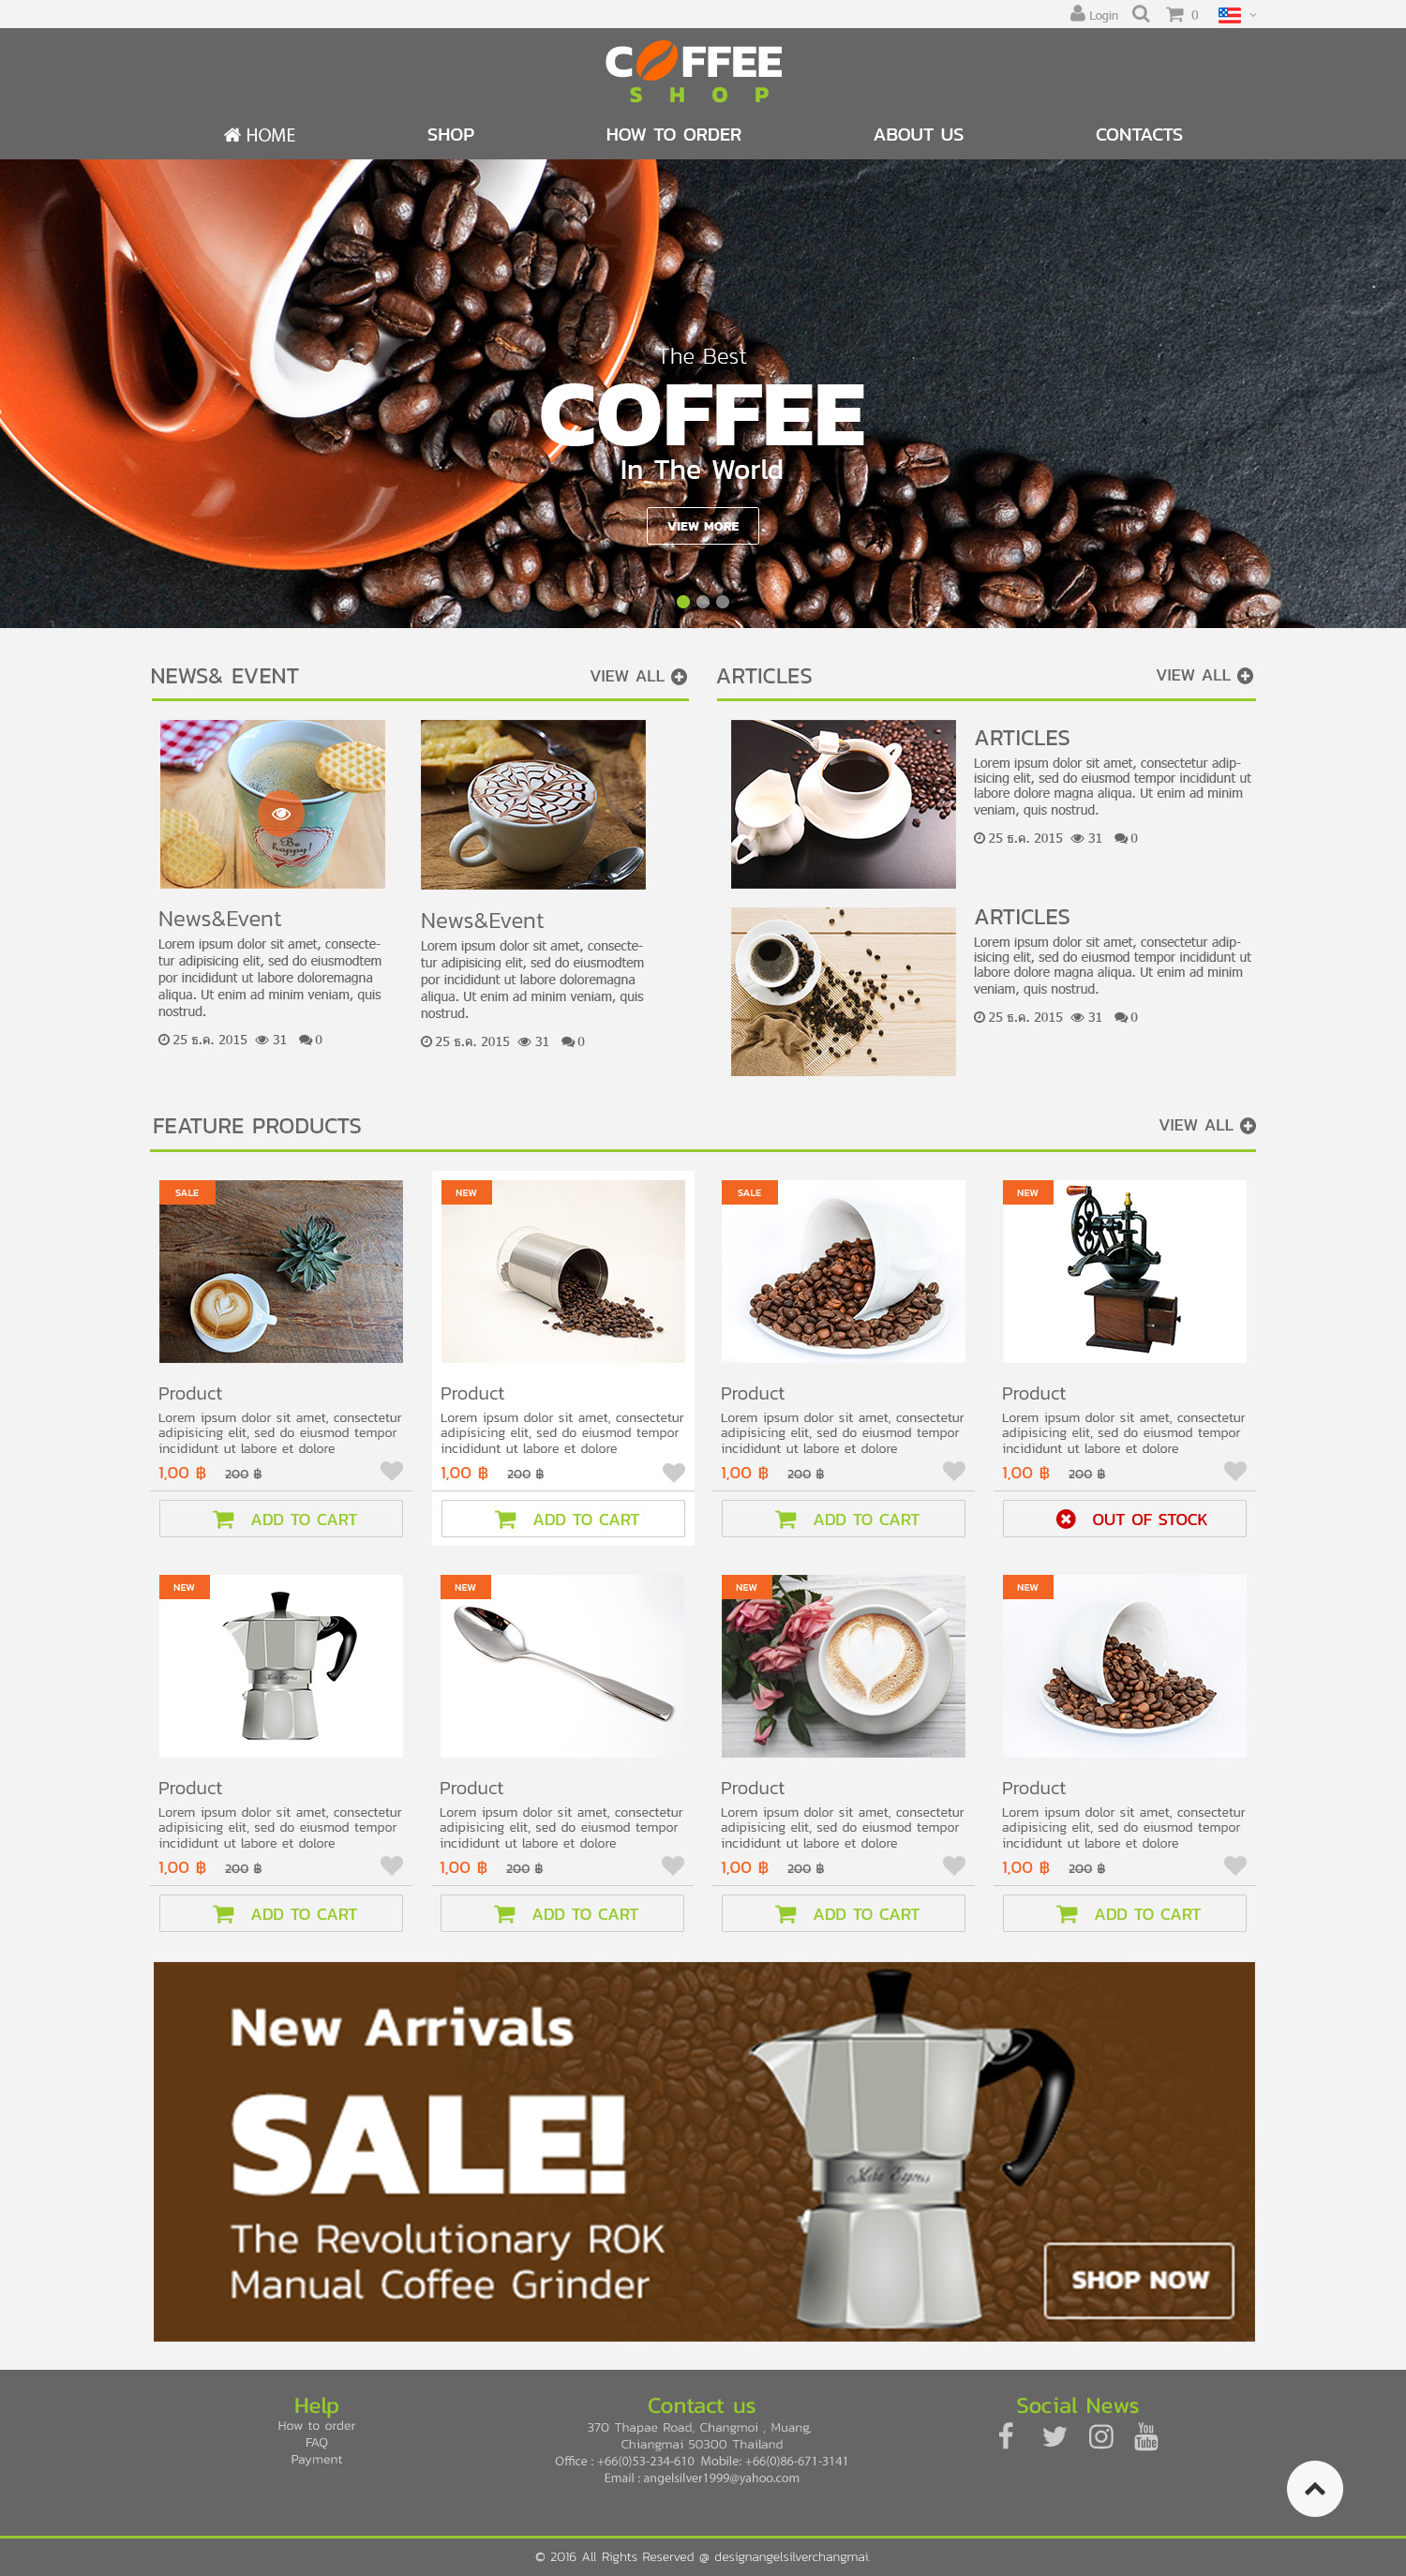 Login 0
COFFEE
SHOP
HOME SHOP HOW TO ORDER ABOUT US CONTACTS
The Best
COFFEE
In The World
VIEW MORE
NEWS& EVENT VIEW ALL
Be happy!
News&Event
Lorem ipsum dolor sit amet, consecte-
tur adipisicing elit, sed do eiusmodtem
por incididunt ut labore doloremagna
aliqua. Ut enim ad minim veniam, quis
nostrud.
25 ธ.ค. 2015 31 0
News&Event
Lorem ipsum dolor sit amet, consecte-
tur adipisicing elit, sed do eiusmodtem
por incididunt ut labore doloremagna
aliqua. Ut enim ad minim veniam, quis
nostrud.
25 ธ.ค. 2015 31 0
ARTICLES VIEW ALL
ARTICLES
Lorem ipsum dolor sit amet, consectetur adip-
isicing elit, sed do eiusmod tempor incididunt ut
labore dolore magna aliqua. Ut enim ad minim
veniam, quis nostrud.
25 ธ.ค. 2015 31 0
ARTICLES
Lorem ipsum dolor sit amet, consectetur adip-
isicing elit, sed do eiusmod tempor incididunt ut
labore dolore magna aliqua. Ut enim ad minim
veniam, quis nostrud.
25 ธ.ค. 2015 31 0
FEATURE PRODUCTS VIEW ALL
SALE
Product
Lorem ipsum dolor sit amet, consectetur
adipisicing elit, sed do eiusmod tempor
incididunt ut labore et dolore
1,00 ฿ 200 ฿
ADD TO CART
NEW
Product
Lorem ipsum dolor sit amet, consectetur
adipisicing elit, sed do eiusmod tempor
incididunt ut labore et dolore
1,00 ฿ 200 ฿
ADD TO CART
SALE
Product
Lorem ipsum dolor sit amet, consectetur
adipisicing elit, sed do eiusmod tempor
incididunt ut labore et dolore
1,00 ฿ 200 ฿
ADD TO CART
NEW
Product
Lorem ipsum dolor sit amet, consectetur
adipisicing elit, sed do eiusmod tempor
incididunt ut labore et dolore
1,00 ฿ 200 ฿
OUT OF STOCK
NEW
Product
Lorem ipsum dolor sit amet, consectetur
adipisicing elit, sed do eiusmod tempor
incididunt ut labore et dolore
1,00 ฿ 200 ฿
ADD TO CART
NEW
Product
Lorem ipsum dolor sit amet, consectetur
adipisicing elit, sed do eiusmod tempor
incididunt ut labore et dolore
1,00 ฿ 200 ฿
ADD TO CART
NEW
Product
Lorem ipsum dolor sit amet, consectetur
adipisicing elit, sed do eiusmod tempor
incididunt ut labore et dolore
1,00 ฿ 200 ฿
ADD TO CART
NEW
Product
Lorem ipsum dolor sit amet, consectetur
adipisicing elit, sed do eiusmod tempor
incididunt ut labore et dolore
1,00 ฿ 200 ฿
ADD TO CART
New Arrivals
SALE!
The Revolutionary ROK
Manual Coffee Grinder
SHOP NOW
Help
How to order
FAQ
Payment
Contact us
370 Thapae Road, Changmoi , Muang,
Chiangmai 50300 Thailand
Office : +66(0)53-234-610 Mobile: +66(0)86-671-3141
Email : angelsilver1999@yahoo.com
Social News
You
Tube
© 2016 All Rights Reserved @ designangelsilverchangmai.